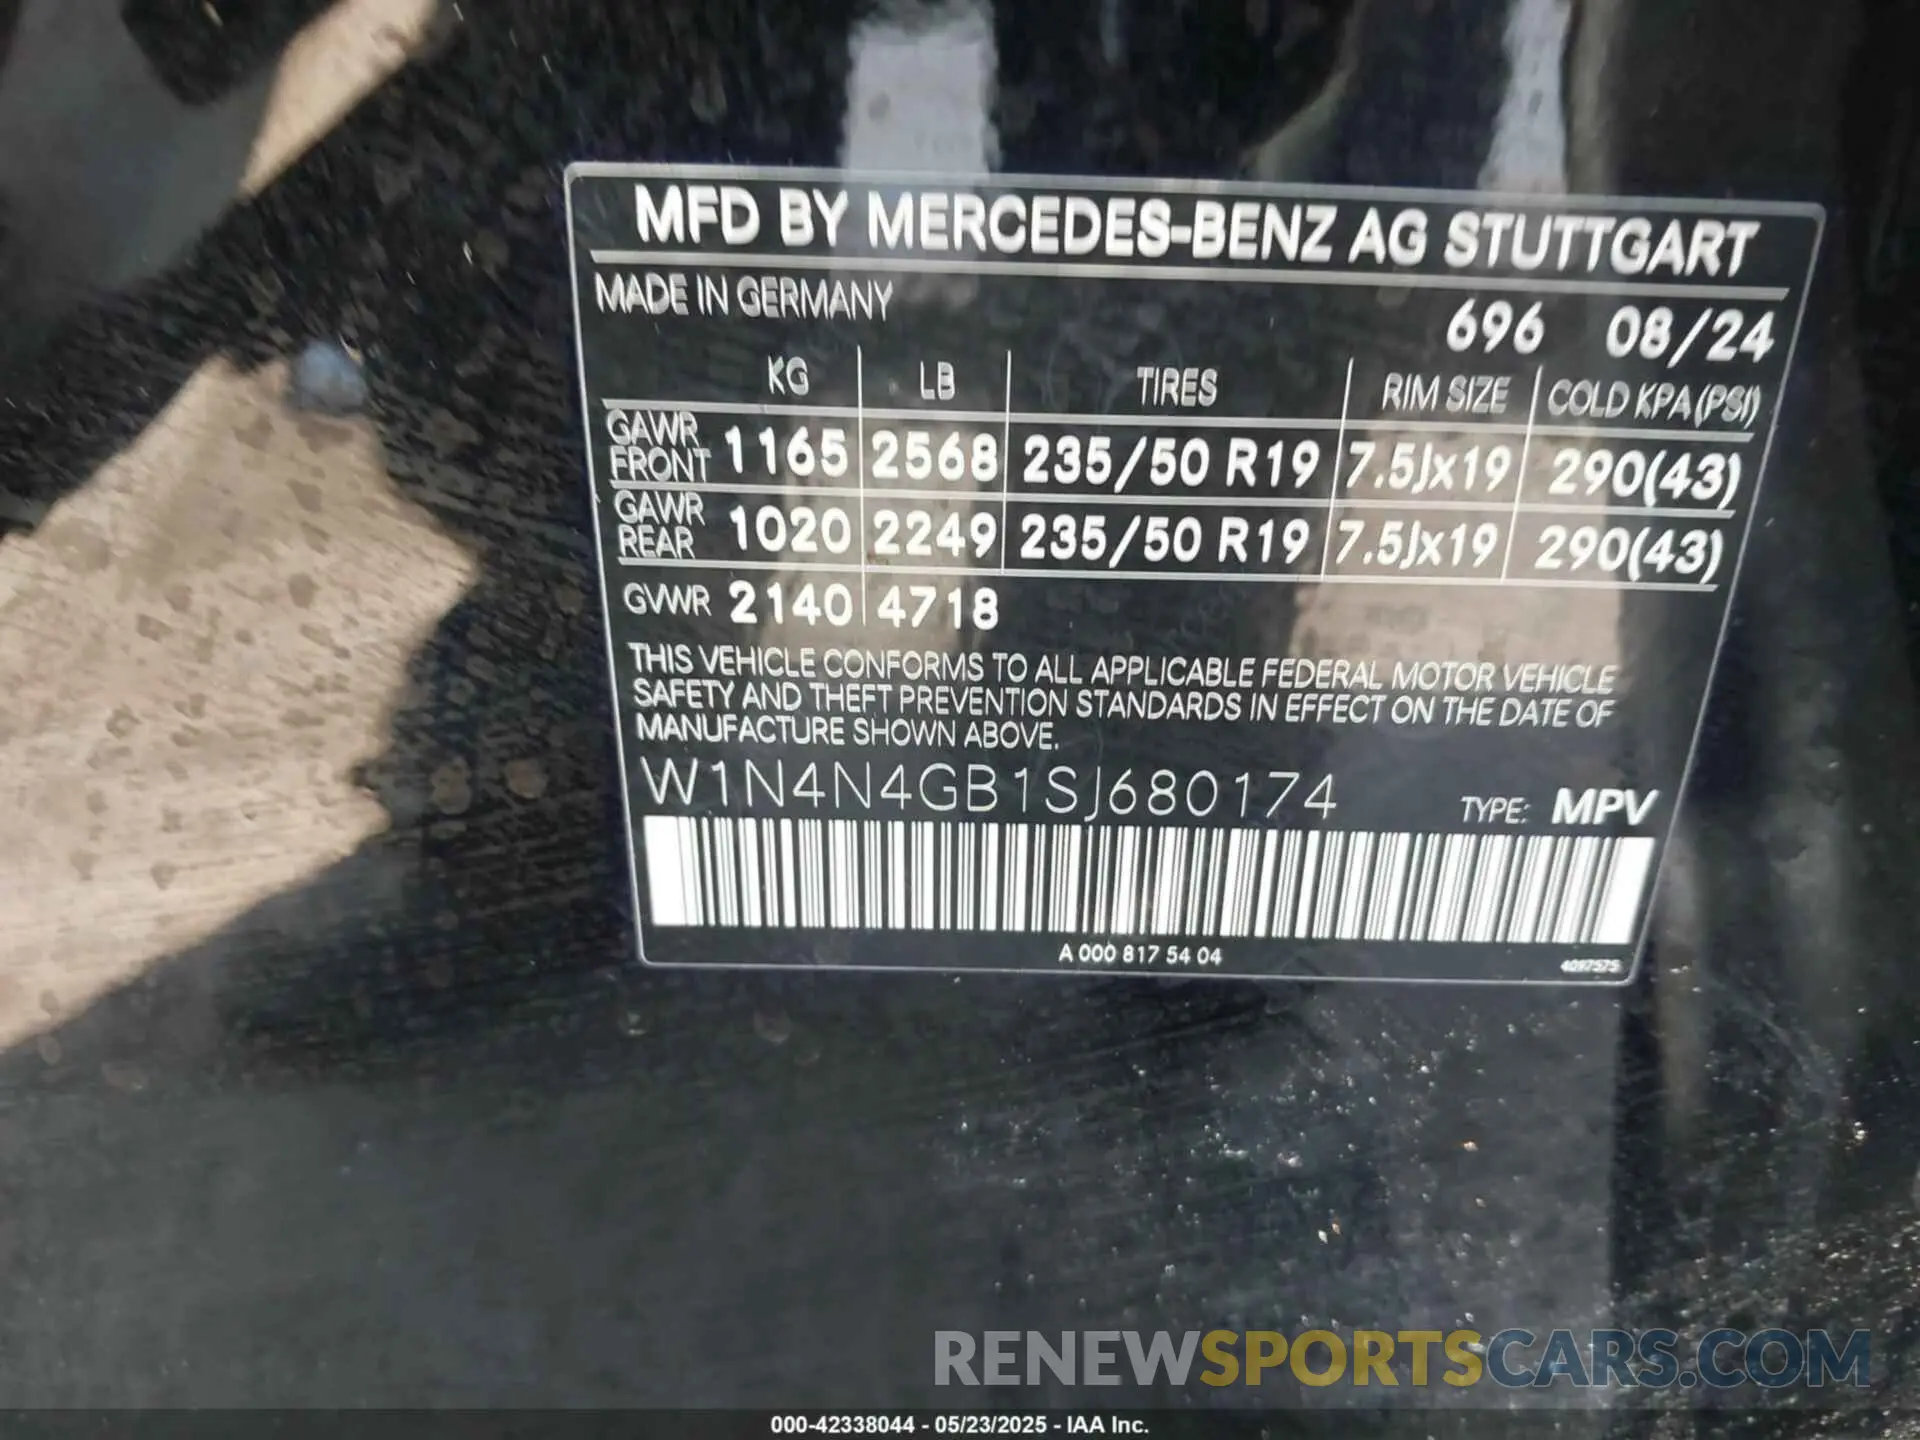 MFD BY MERCEDES-BENZ AG STUTTGART
MADE IN GERMANY
696 08/24
KG LB TIRES RIM SIZE COLD KPA(PSI)
GAWR FRONT 1165 2568 235/50 R19 7.5Jx19 290(43)
GAWR REAR 1020 2249 235/50 R19 7.5Jx19 290(43)
GVWR 2140 4718
THIS VEHICLE CONFORMS TO ALL APPLICABLE FEDERAL MOTOR VEHICLE
SAFETY AND THEFT PREVENTION STANDARDS IN EFFECT ON THE DATE OF
MANUFACTURE SHOWN ABOVE.
W1N4N4GB1SJ680174 TYPE: MPV
A 000 817 54 04
4097575
RENEWSPORTSCARS.COM
000-42338044 - 05/23/2025 - IAA Inc.